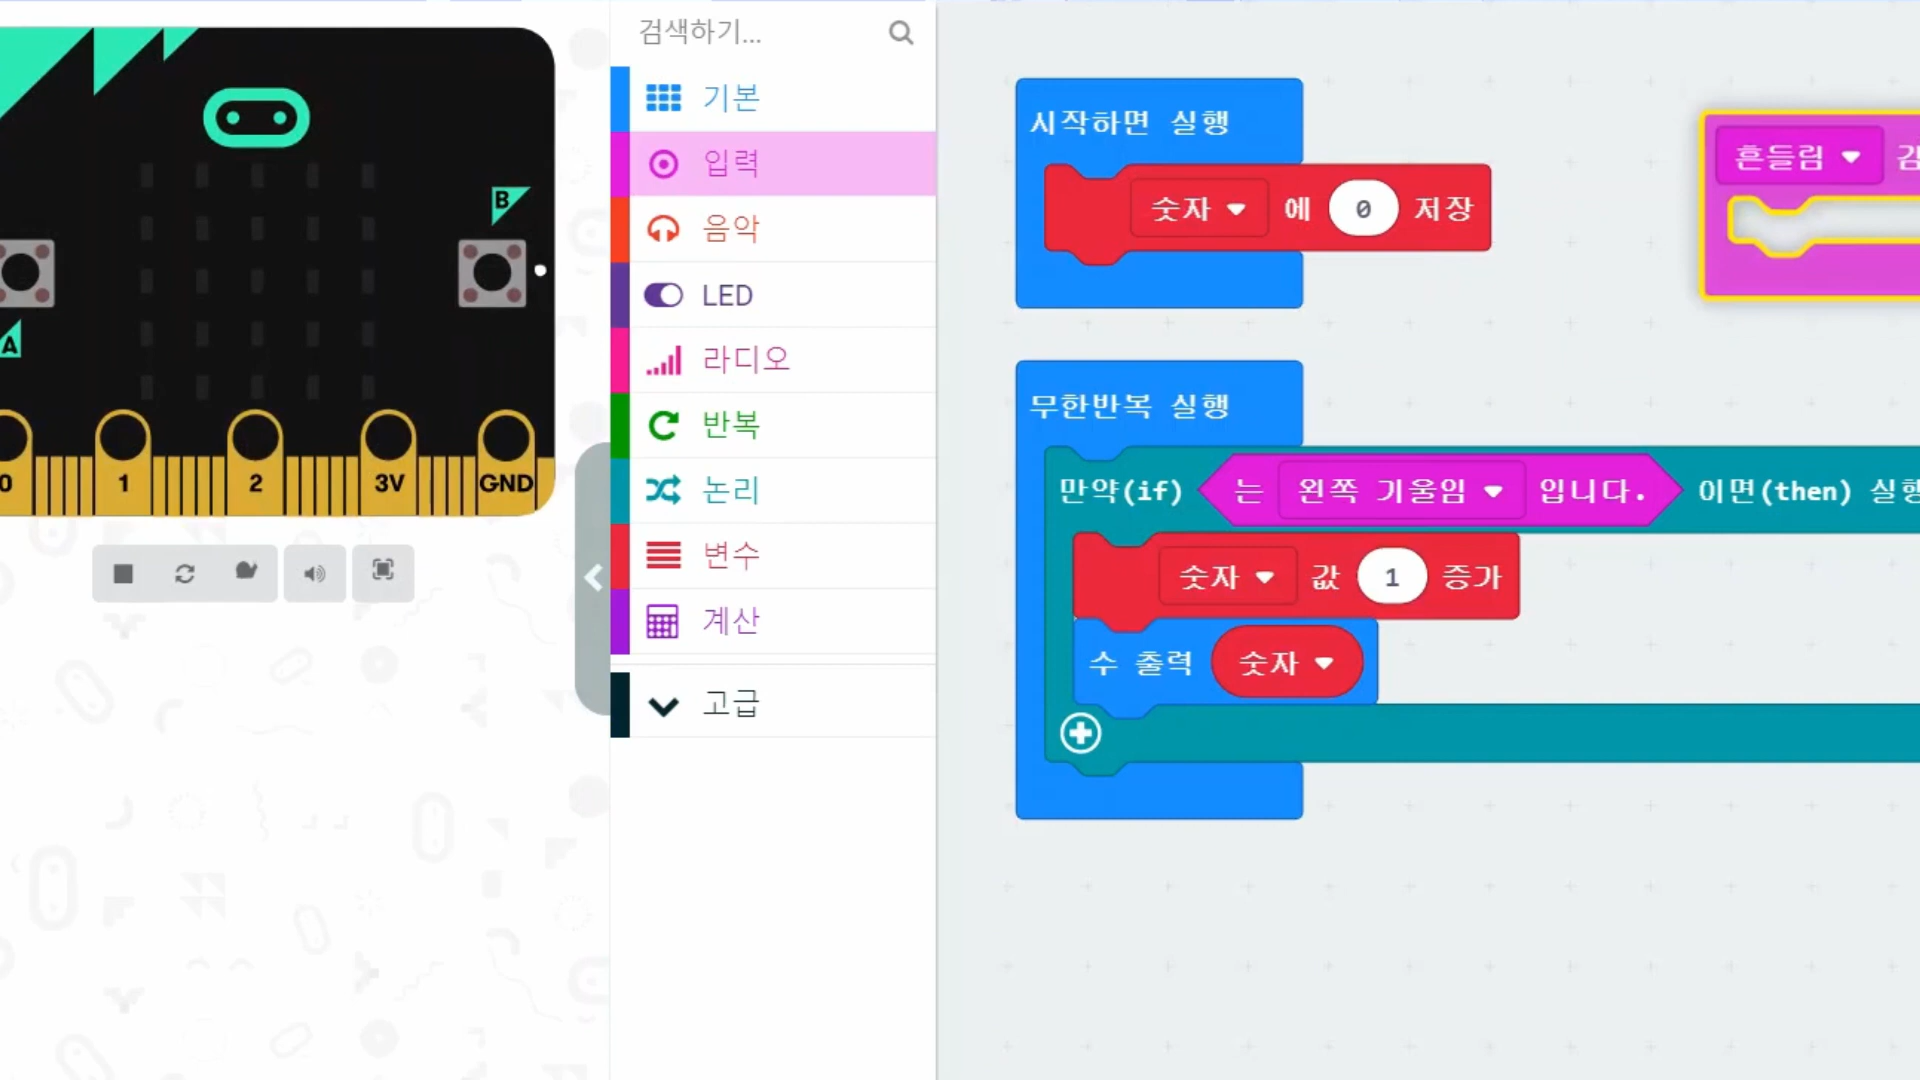 B
A
0 1 2 3V GND
검색하기...
기본
입력
음악
LED
라디오
반복
논리
변수
계산
고급
시작하면 실행
숫자 에 0 저장
흔들림
무한반복 실행
만약(if) 는 왼쪽 기울임 입니다. 이면(then) 실행
숫자 값 1 증가
수 출력 숫자